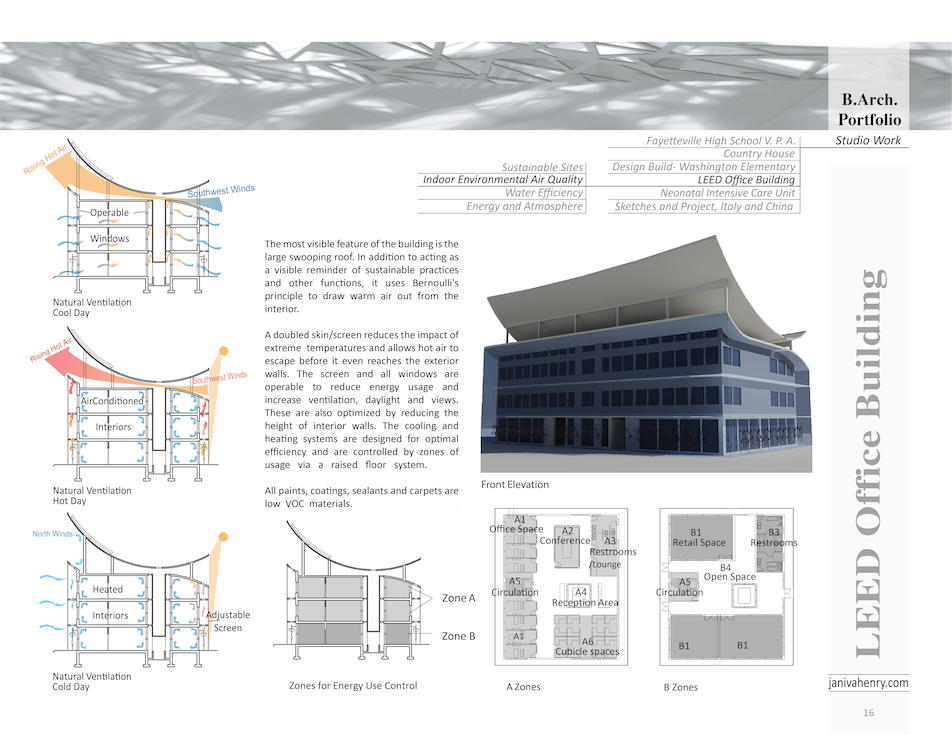 B.Arch.
Portfolio
Studio Work
Fayetteville High School V. P. A.
Country House
Design Build- Washington Elementary
LEED Office Building
Neonatal Intensive Care Unit
Sketches and Project, Italy and China
Sustainable Sites
Indoor Environmental Air Quality
Water Efficiency
Energy and Atmosphere
Rising Hot Air
Southwest Winds
Operable
Windows
Natural Ventilation
Cool Day
Rising Hot Air
Southwest Winds
AirConditioned
Interiors
Natural Ventilation
Hot Day
North Winds
Heated
Interiors
Adjustable
Screen
Natural Ventilation
Cold Day
The most visible feature of the building is the
large swooping roof. In addition to acting as
a visible reminder of sustainable practices
and other functions, it uses Bernoulli's
principle to draw warm air out from the
interior.
A doubled skin/screen reduces the impact of
extreme temperatures and allows hot air to
escape before it even reaches the exterior
walls. The screen and all windows are
operable to reduce energy usage and
increase ventilation, daylight and views.
These are also optimized by reducing the
height of interior walls. The cooling and
heating systems are designed for optimal
efficiency and are controlled by zones of
usage via a raised floor system.
All paints, coatings, sealants and carpets are
low VOC materials.
Zone A
Zone B
Zones for Energy Use Control
Front Elevation
A1
Office Space
A2
Conference
A3
Restrooms
/Lounge
A5
Circulation
A4
Reception Area
A1
A6
Cubicle spaces
A Zones
B1
Retail Space
B3
Restrooms
B4
Open Space
A5
Circulation
B1
B1
B Zones
LEED Office Building
janivahenry.com
16